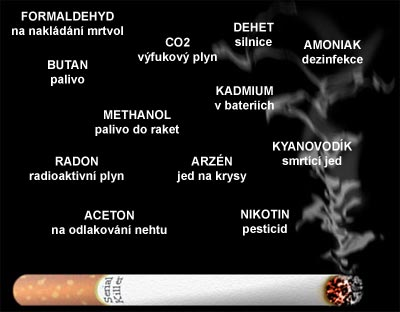 FORMALDEHYD
na nakládání mrtvol
CO2
výfukový plyn
DEHET
silnice
AMONIAK
dezinfekce
BUTAN
palivo
KADMIUM
v bateriích
METHANOL
palivo do raket
KYANOVODÍK
smrtící jed
RADON
radioaktívní plyn
ARZÉN
jed na krysy
ACETON
na odlakování nehtu
NIKOTIN
pesticid
Serial
Killer